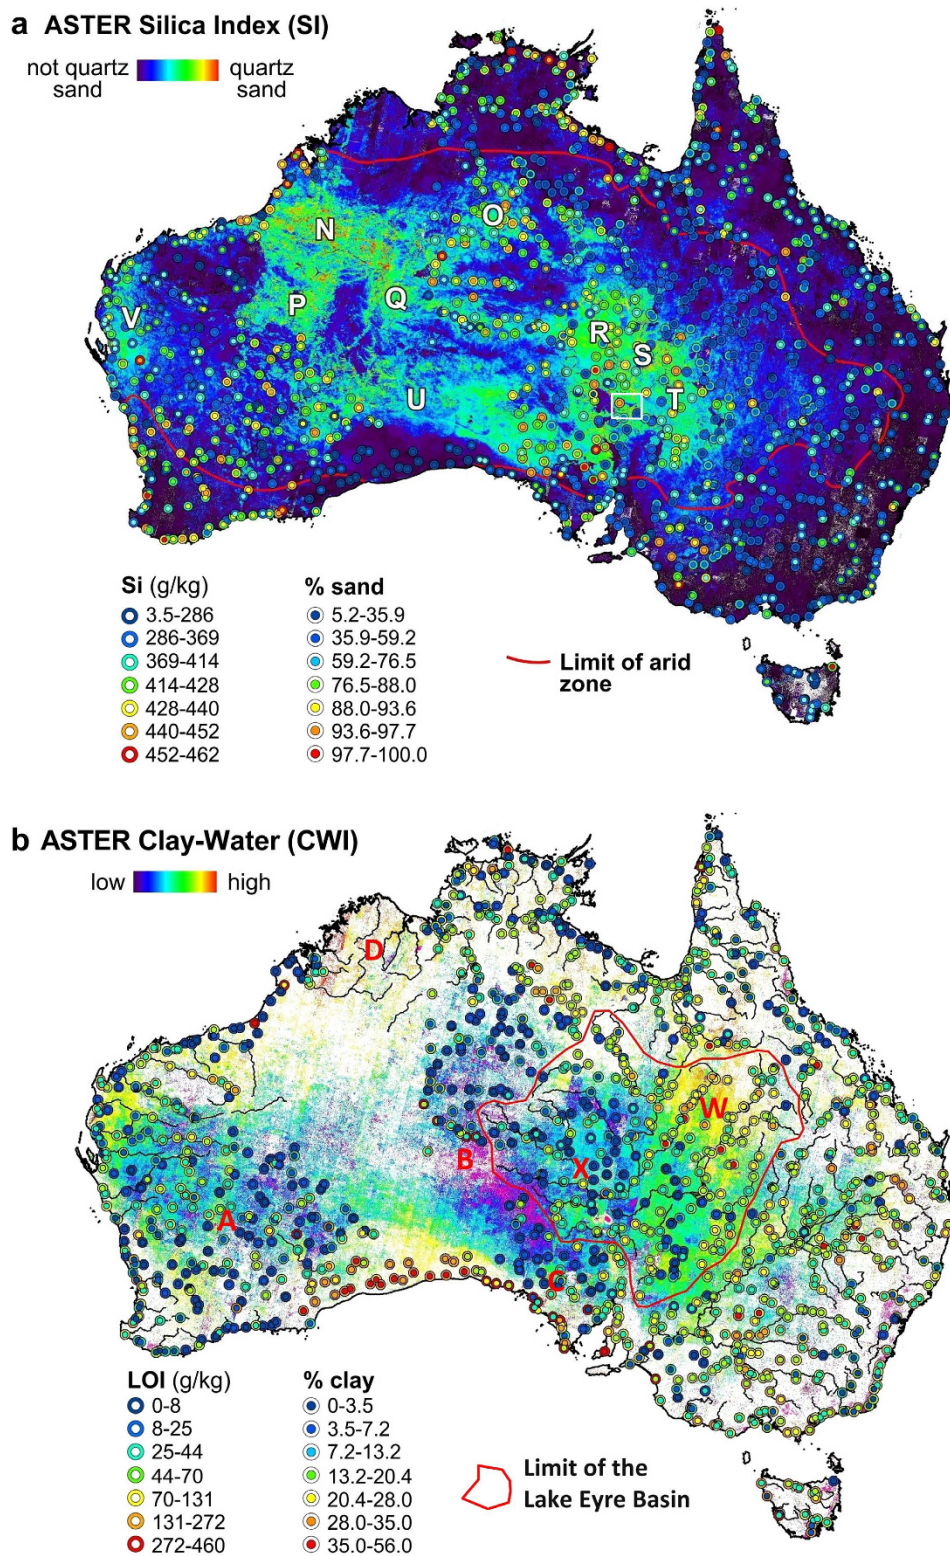 a ASTER Silica Index (SI)
not quartz sand
quartz sand
N
O
P
Q
V
R
S
U
T
Si (g/kg)
3.5-286
286-369
369-414
414-428
428-440
440-452
452-462
% sand
5.2-35.9
35.9-59.2
59.2-76.5
76.5-88.0
88.0-93.6
93.6-97.7
97.7-100.0
Limit of arid
zone
b ASTER Clay-Water (CWI)
low
high
D
W
B
X
A
C
LOI (g/kg)
0-8
8-25
25-44
44-70
70-131
131-272
272-460
% clay
0-3.5
3.5-7.2
7.2-13.2
13.2-20.4
20.4-28.0
28.0-35.0
35.0-56.0
Limit of the
Lake Eyre Basin